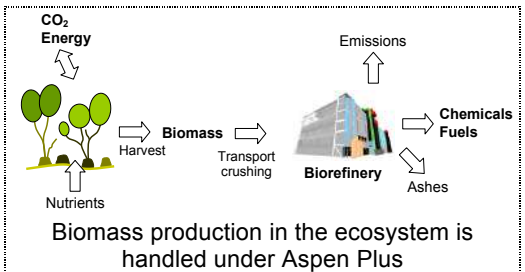 CO₂
Energy
Emissions
Harvest
Biomass
Transport
crushing
Biorefinery
Chemicals
Fuels
Ashes
Nutrients
Biomass production in the ecosystem is
handled under Aspen Plus